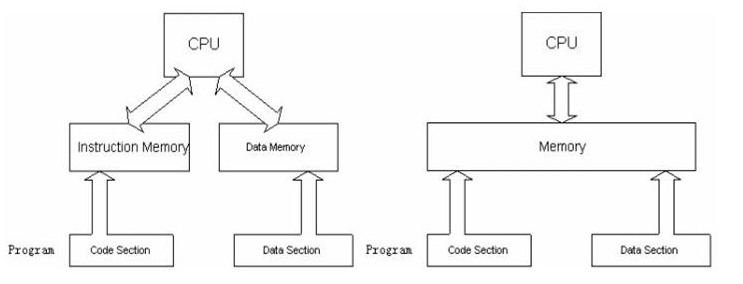 CPU
CPU
Instruction Memory
Data Memory
Memory
Program
Code Section
Data Section
Program
Code Section
Data Section